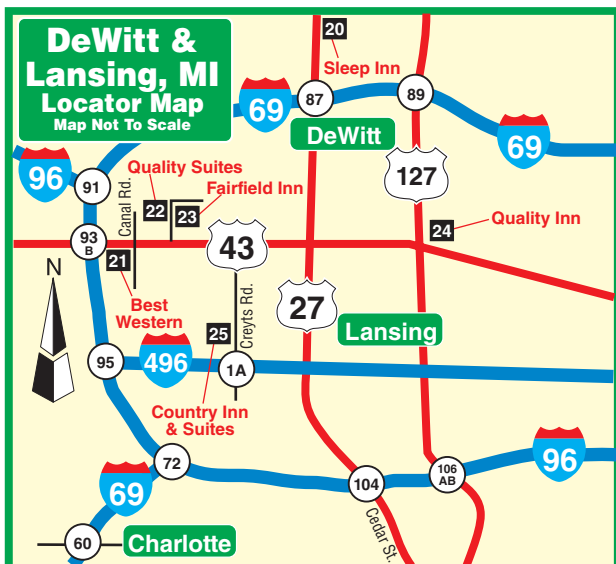 DeWitt &
Lansing, MI
Locator Map
Map Not To Scale
20
Sleep Inn
69
87
89
DeWitt
69
96
91
127
Canal Rd.
Quality Suites
22
Fairfield Inn
23
24
Quality Inn
93
B
43
21
N
Best
Western
27
Creyts Rd.
25
Lansing
95
496
1A
Country Inn
& Suites
72
96
69
104
106
AB
Cedar St.
60
Charlotte